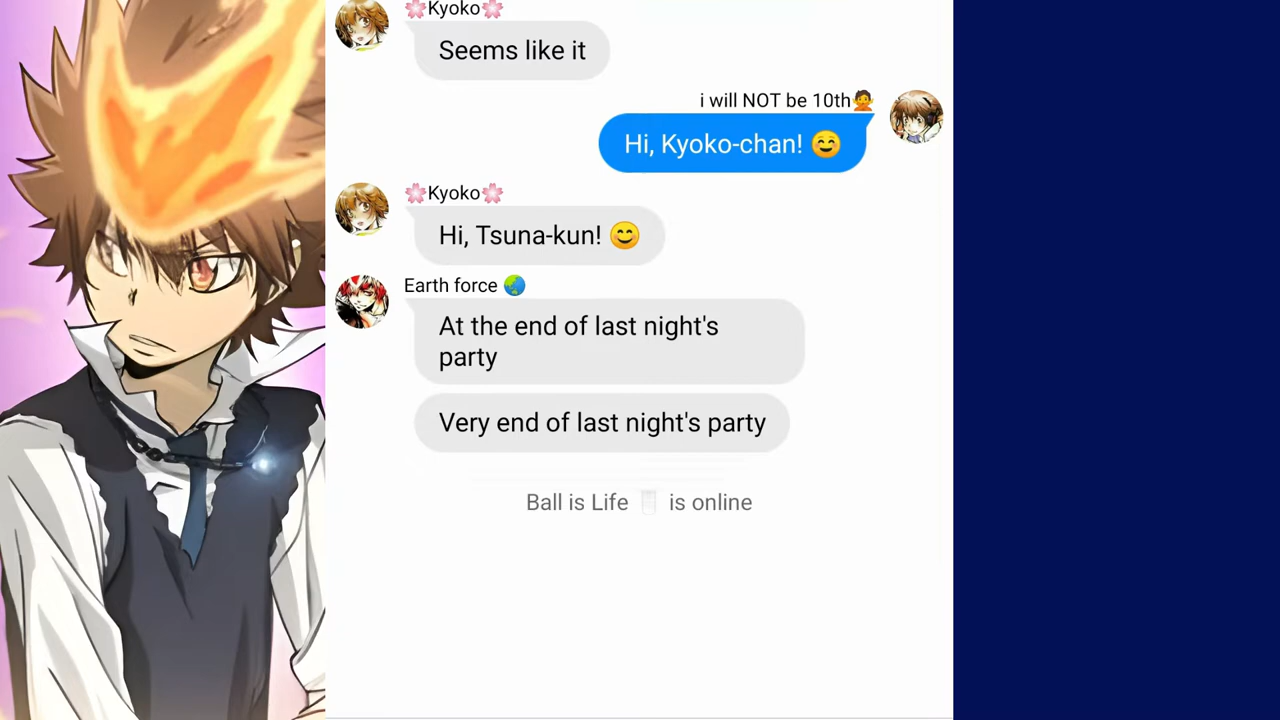 🌸Kyoko🌸
Seems like it
i will NOT be 10th🙅
Hi, Kyoko-chan! 😊
🌸Kyoko🌸
Hi, Tsuna-kun! 😊
Earth force 🌏
At the end of last night's
party
Very end of last night's party
Ball is Life 🥛 is online